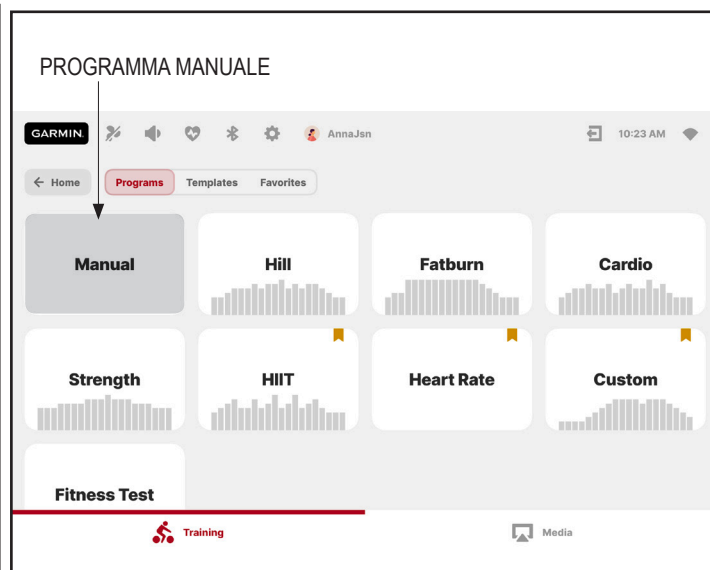 PROGRAMMA MANUALE
GARMIN. AnnaJsn 10:23 AM
Home Programs Templates Favorites
Manual Hill Fatburn Cardio
Strength HIIT Heart Rate Custom
Fitness Test
Training Media